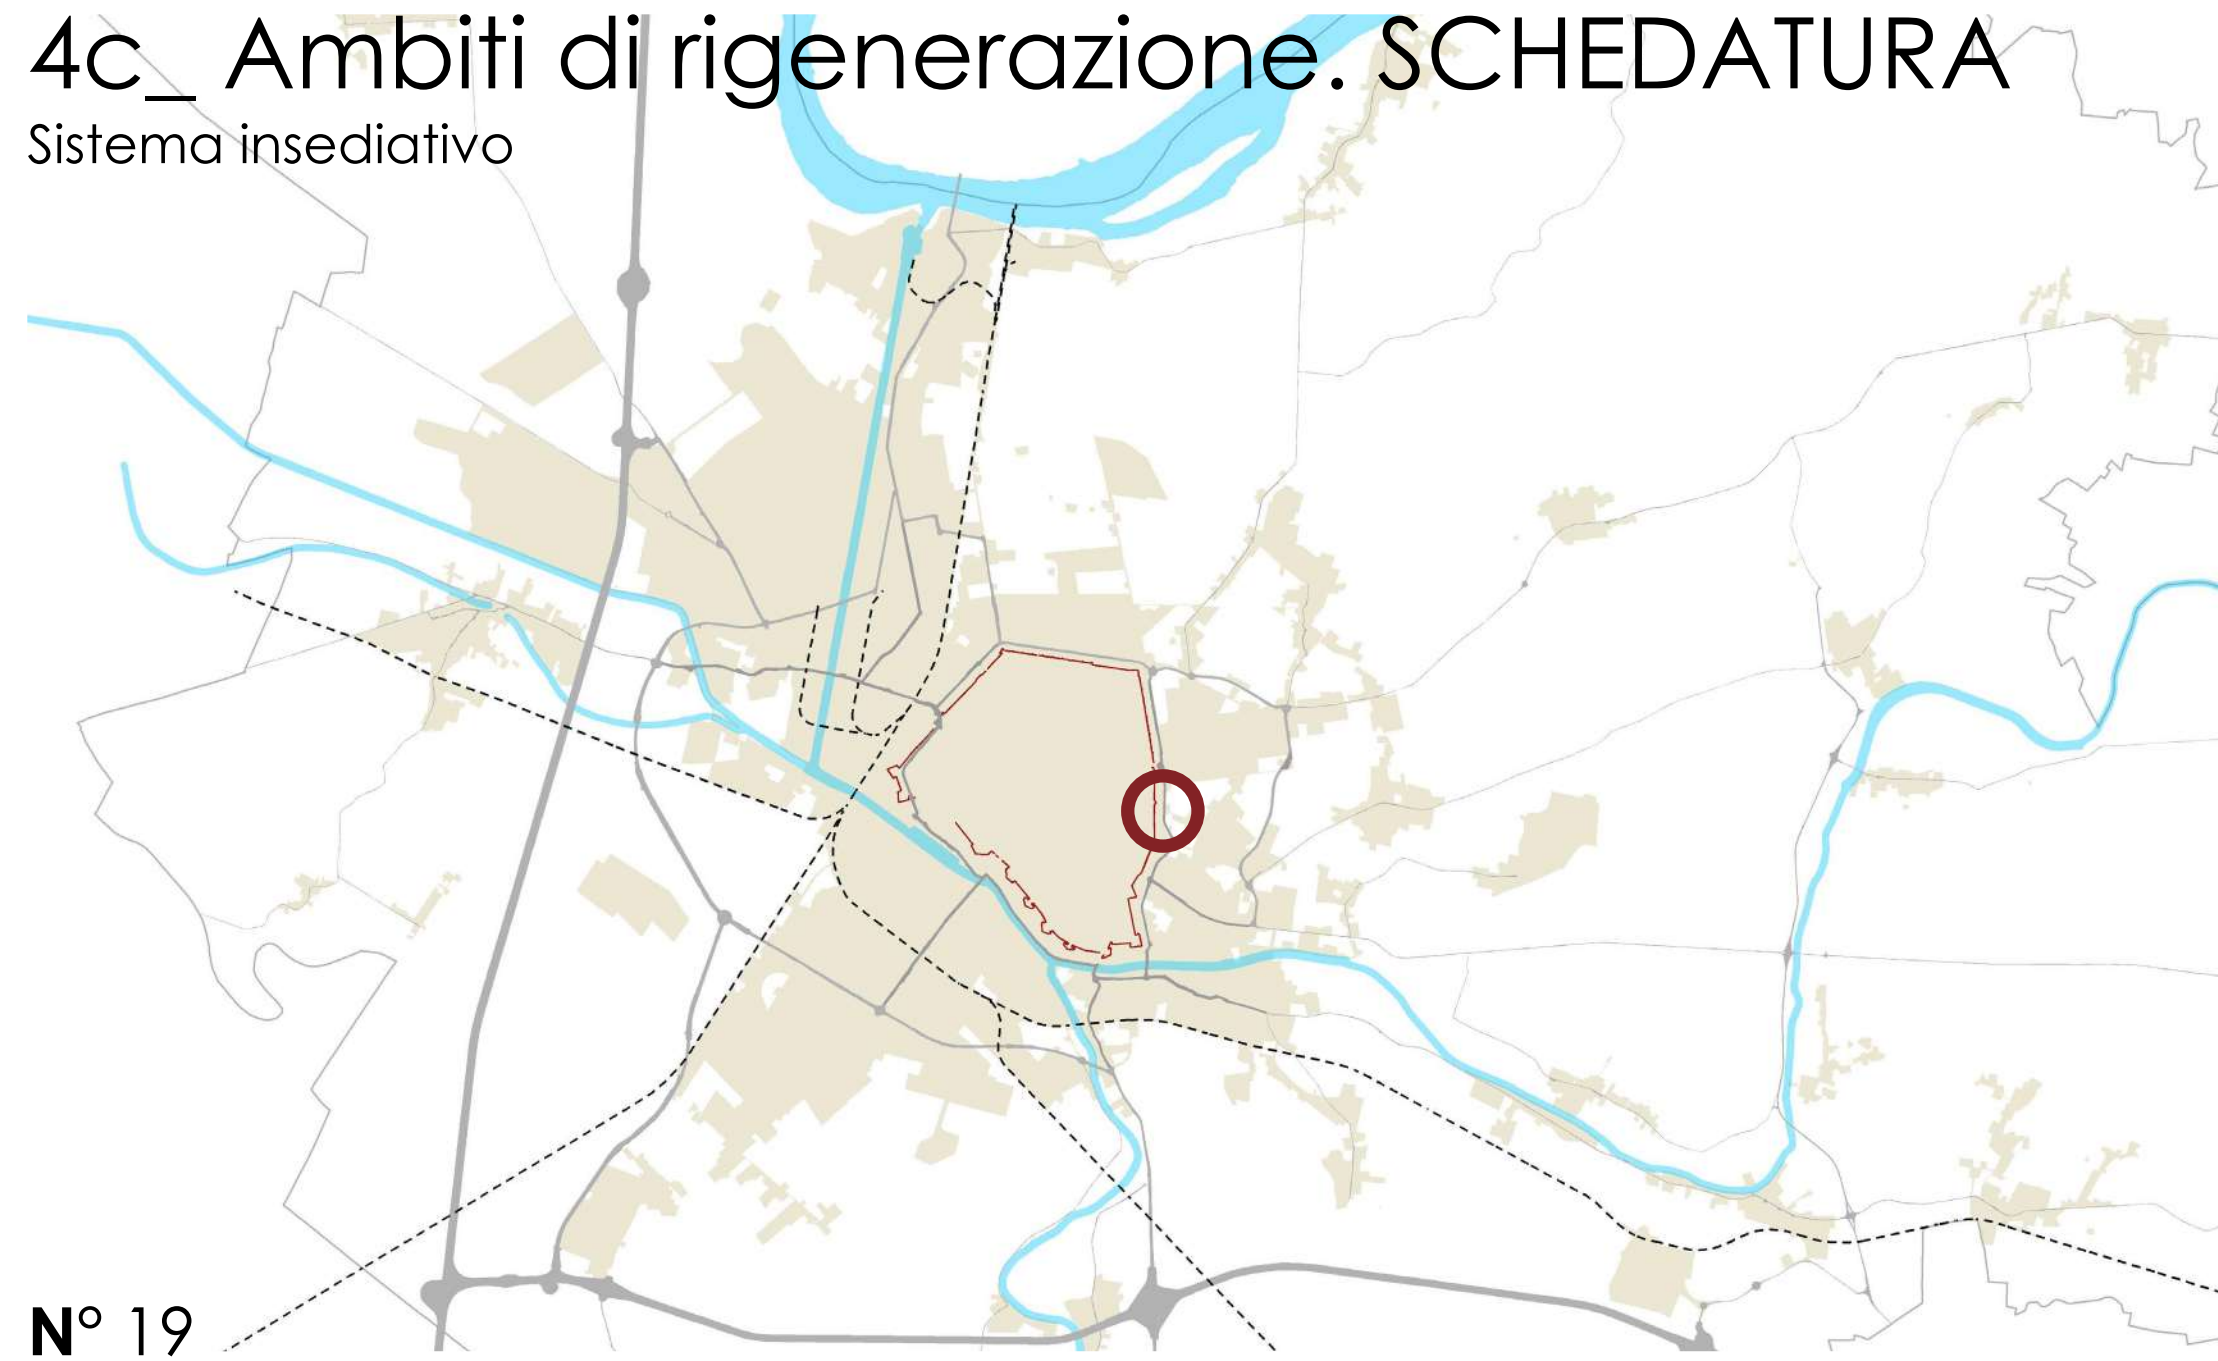 4c_ Ambiti di rigenerazione. SCHEDATURA
Sistema insediativo
N° 19